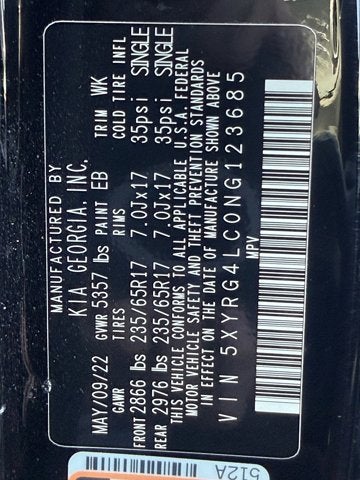 MANUFACTURED BY
KIA GEORGIA, INC.
MAY/09/22 GVWR 5357 lbs PAINT EB TRIM WK
GAWR TIRES RIMS COLD TIRE INFL
FRONT 2866 lbs 235/65R17 7.0Jx17 35psi SINGLE
REAR 2976 lbs 235/65R17 7.0Jx17 35psi SINGLE
THIS VEHICLE CONFORMS TO ALL APPLICABLE U.S.A. FEDERAL
MOTOR VEHICLE SAFETY AND THEFT PREVENTION STANDARDS
IN EFFECT ON THE DATE OF MANUFACTURE SHOWN ABOVE
VIN 5XYRG4LC0NG123685
MPV
512A